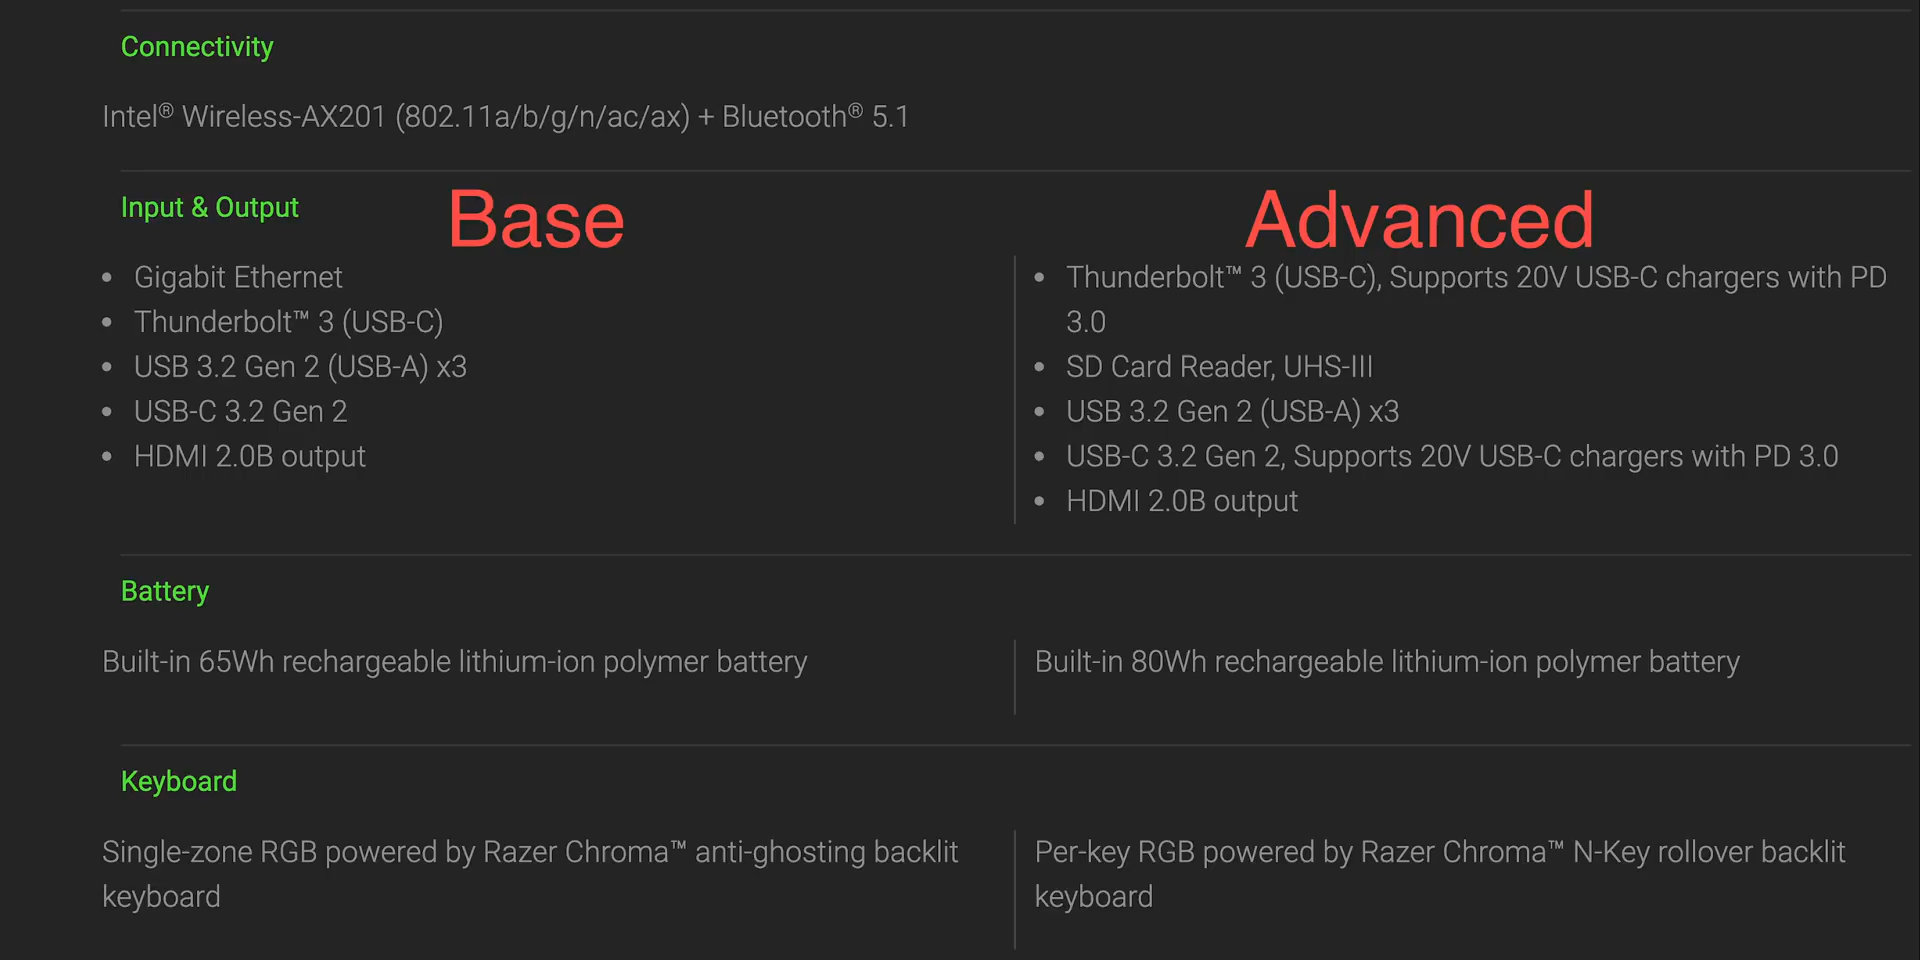 Connectivity
Intel® Wireless-AX201 (802.11a/b/g/n/ac/ax) + Bluetooth® 5.1
Input & Output
Base
• Gigabit Ethernet
• Thunderbolt™ 3 (USB-C)
• USB 3.2 Gen 2 (USB-A) x3
• USB-C 3.2 Gen 2
• HDMI 2.0B output
Advanced
• Thunderbolt™ 3 (USB-C), Supports 20V USB-C chargers with PD
3.0
• SD Card Reader, UHS-III
• USB 3.2 Gen 2 (USB-A) x3
• USB-C 3.2 Gen 2, Supports 20V USB-C chargers with PD 3.0
• HDMI 2.0B output
Battery
Built-in 65Wh rechargeable lithium-ion polymer battery
Built-in 80Wh rechargeable lithium-ion polymer battery
Keyboard
Single-zone RGB powered by Razer Chroma™ anti-ghosting backlit
keyboard
Per-key RGB powered by Razer Chroma™ N-Key rollover backlit
keyboard